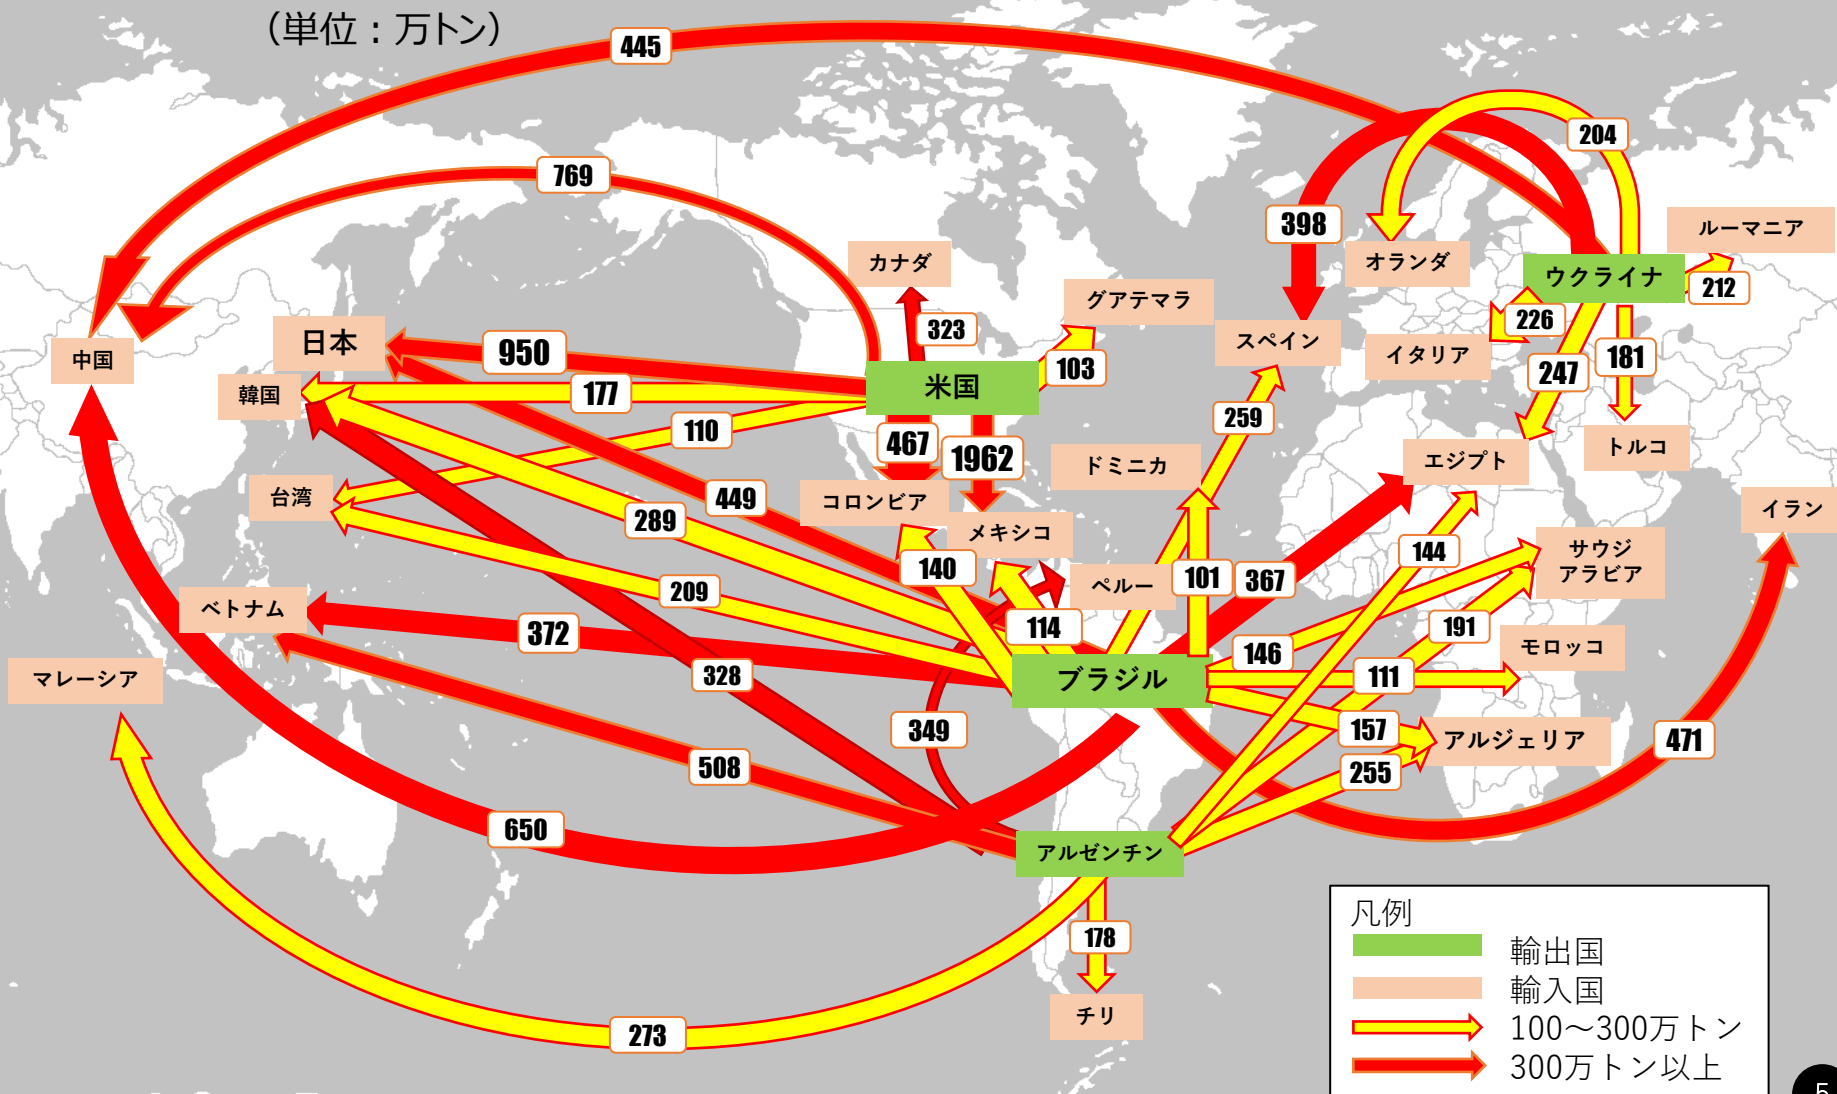 （単位：万トン）
445
769
204
398
ルーマニア
カナダ
オランダ
ウクライナ
212
グアテマラ
323
226
日本
950
スペイン
イタリア
181
中国
103
247
米国
韓国
177
259
110
467
1962
ドミニカ
エジプト
トルコ
台湾
449
コロンビア
イラン
289
メキシコ
144
サウジ
アラビア
140
ペルー
101
367
209
ベトナム
372
114
191
146
モロッコ
マレーシア
328
ブラジル
111
349
157
アルジェリア
471
508
255
650
アルゼンチン
178
チリ
273
凡例
輸出国
輸入国
100～300万トン
300万トン以上
5